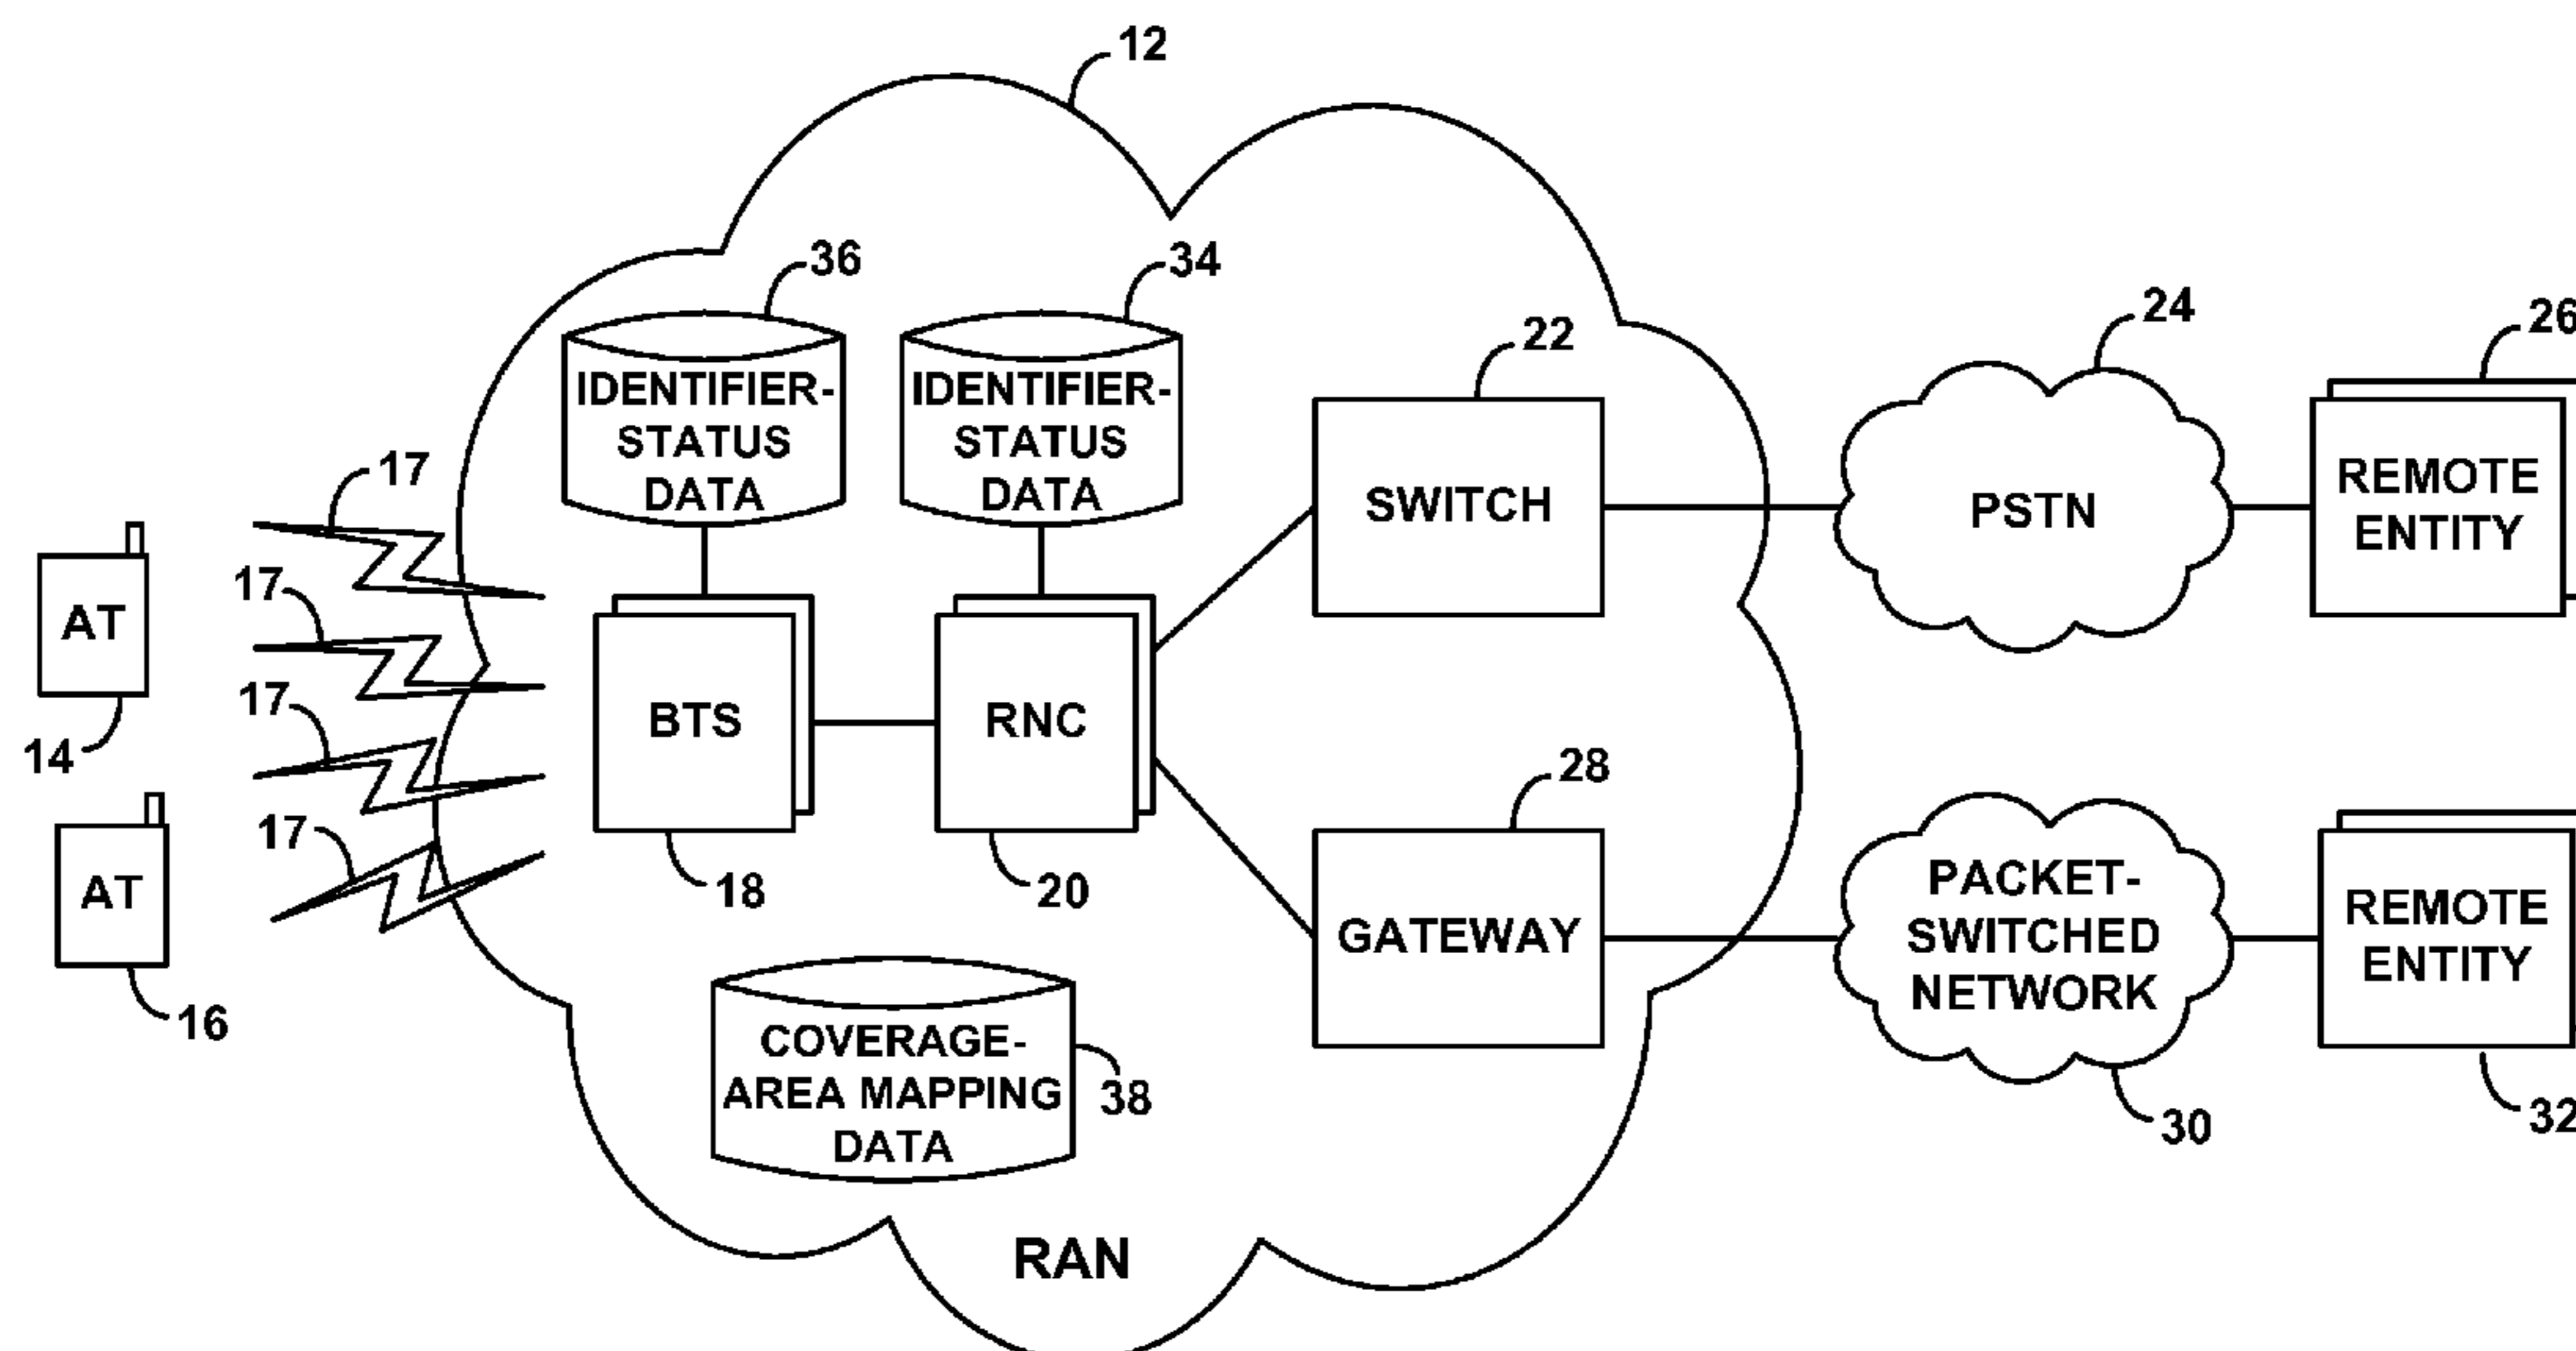 12
36
34
IDENTIFIER-
STATUS
DATA
IDENTIFIER-
STATUS
DATA
22
SWITCH
24
PSTN
26
REMOTE
ENTITY
17
17
17
17
AT
14
AT
16
BTS
18
RNC
20
28
GATEWAY
PACKET-
SWITCHED
NETWORK
30
REMOTE
ENTITY
32
COVERAGE-
AREA MAPPING
DATA
38
RAN